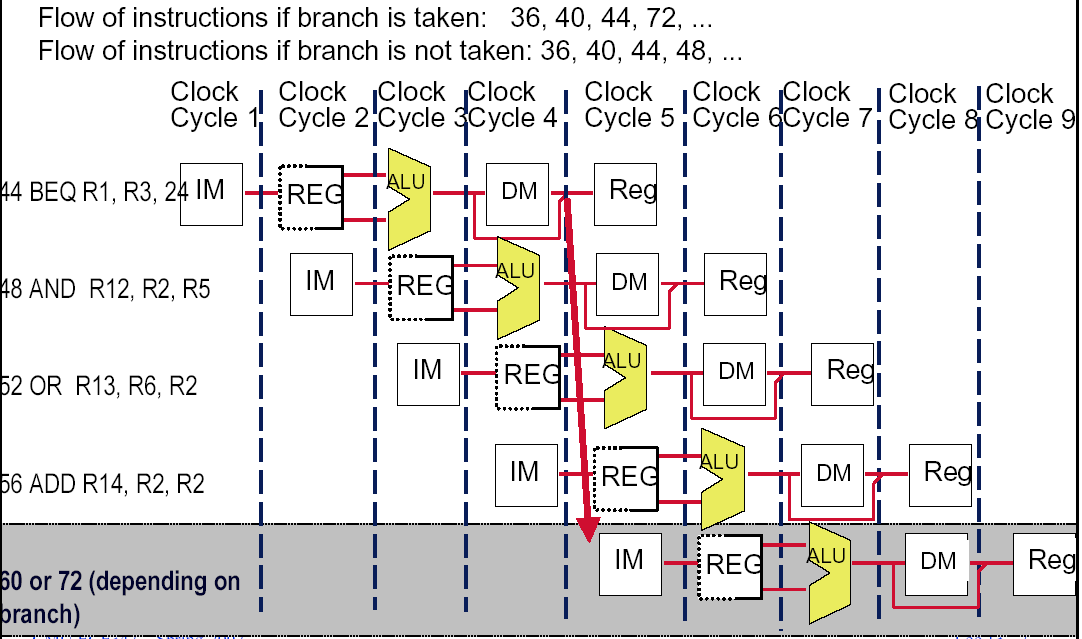 Flow of instructions if branch is taken: 36, 40, 44, 72, ...
Flow of instructions if branch is not taken: 36, 40, 44, 48, ...
Clock Cycle 1
Clock Cycle 2
Clock Cycle 3
Clock Cycle 4
Clock Cycle 5
Clock Cycle 6
Clock Cycle 7
Clock Cycle 8
Clock Cycle 9
44 BEQ R1, R3, 24 IM REG ALU DM Reg
48 AND R12, R2, R5 IM REG ALU DM Reg
52 OR R13, R6, R2 IM REG ALU DM Reg
56 ADD R14, R2, R2 IM REG ALU DM Reg
IM REG ALU DM Reg
60 or 72 (depending on
branch)